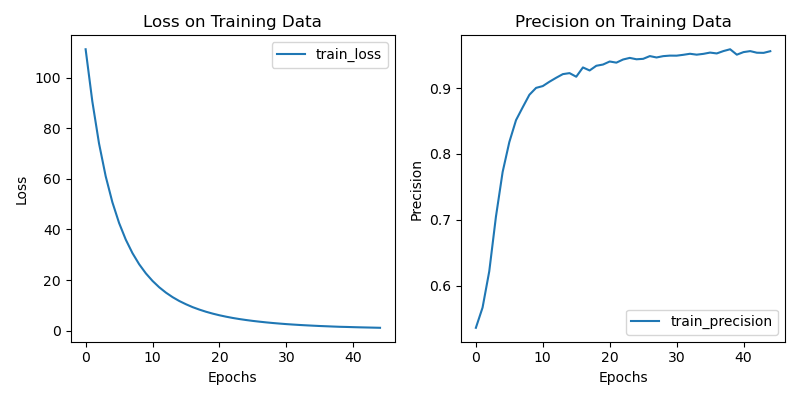 Loss on Training Data
train_loss
100
80
60
40
20
0
Loss
0 10 20 30 40
Epochs
Precision on Training Data
0.9
0.8
0.7
0.6
Precision
train_precision
0 10 20 30 40
Epochs